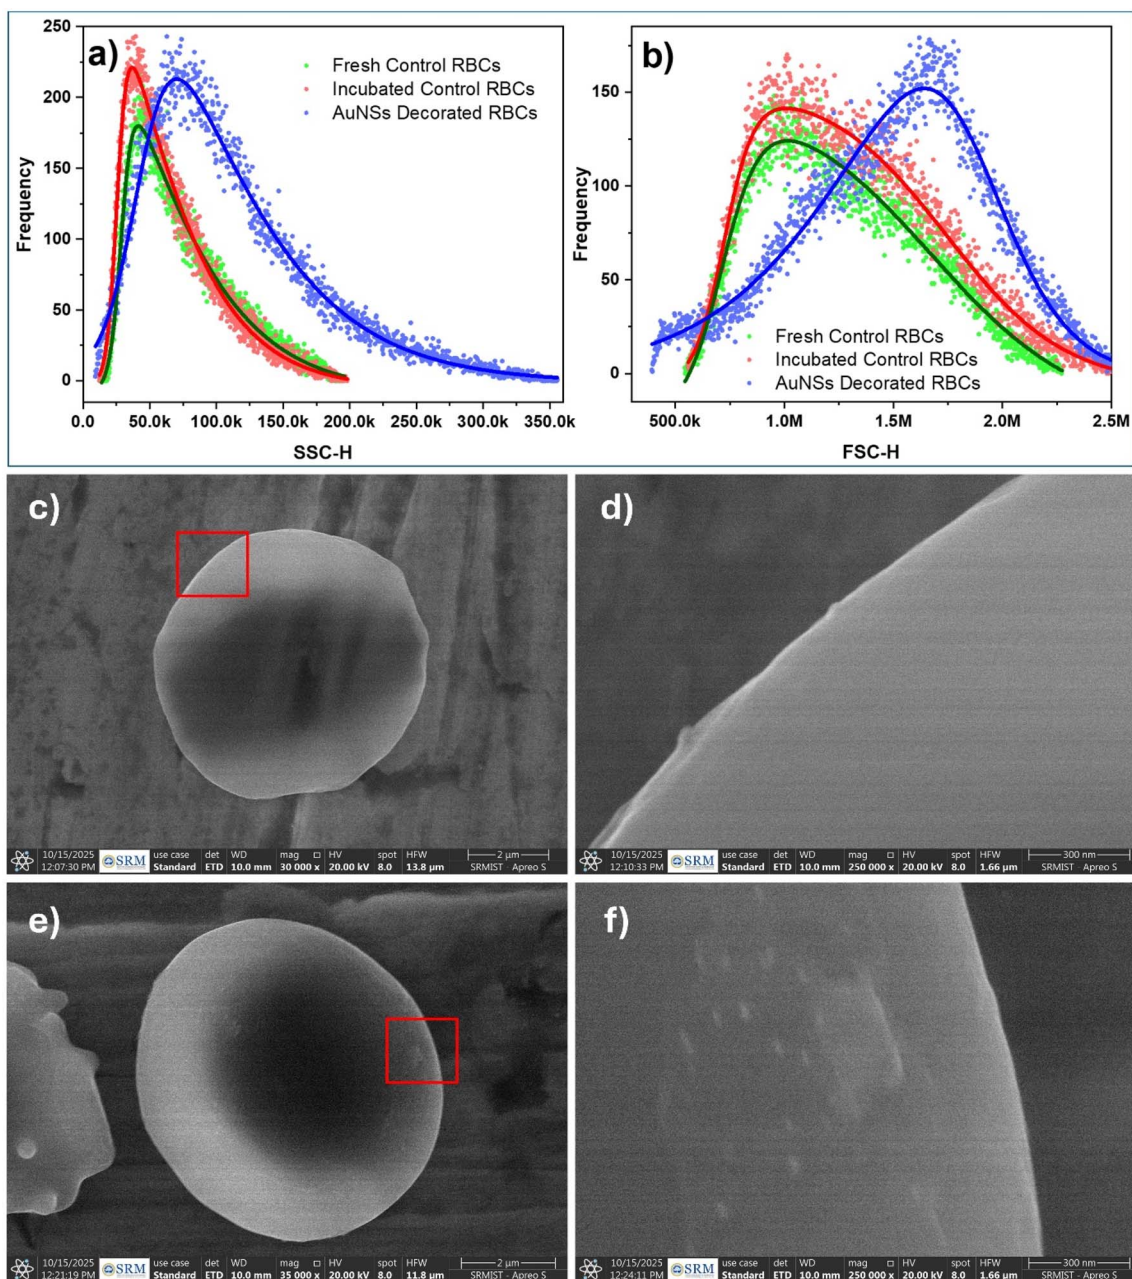 a)
Fresh Control RBCs
Incubated Control RBCs
AuNSs Decorated RBCs
Frequency
250
200
150
100
50
0
0.0 50.0k 100.0k 150.0k 200.0k 250.0k 300.0k 350.0k
SSC-H
b)
Fresh Control RBCs
Incubated Control RBCs
AuNSs Decorated RBCs
Frequency
150
100
50
0
500.0k 1.0M 1.5M 2.0M 2.5M
FSC-H
c)
10/15/2025 use case det WD mag HV spot HFW 2 µm
12:07:30 PM SRM Standard ETD 10.0 mm 30 000 x 20.00 kV 8.0 13.8 µm SRMIST - Apreo S
d)
10/15/2025 use case det WD mag HV spot HFW 300 nm
12:10:33 PM SRM Standard ETD 10.0 mm 250 000 x 20.00 kV 8.0 1.66 µm SRMIST - Apreo S
e)
10/15/2025 use case det WD mag HV spot HFW 2 µm
12:21:19 PM SRM Standard ETD 10.0 mm 35 000 x 20.00 kV 8.0 11.8 µm SRMIST - Apreo S
f)
10/15/2025 use case det WD mag HV spot HFW 300 nm
12:24:11 PM SRM Standard ETD 10.0 mm 250 000 x 20.00 kV 8.0 1.66 µm SRMIST - Apreo S